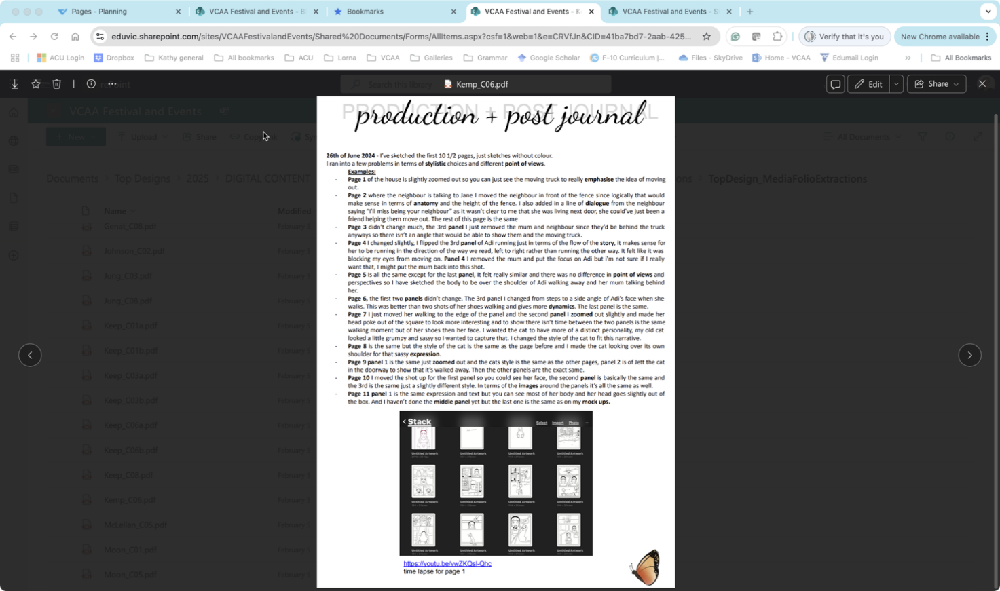 Pages - Planning
VCAA Festival and Events - B
Bookmarks
VCAA Festival and Events - K
VCAA Festival and Events - S
eduvic.sharepoint.com/sites/VCAAFestivalandEvents/Shared%20Documents/Forms/AllItems.aspx?csf=1&web=1&e=CRVfJn&CID=41ba7bd7-2aab-425...
Verify that it's you
New Chrome available
ACU Login
Dropbox
Kathy general
All bookmarks
ACU
Lorna
VCAA
Galleries
Grammar
Google Scholar
F-10 Curriculum |...
Files - SkyDrive
Home - VCAA
Edumail Login
All Bookmarks
Search this library
Kemp_C06.pdf
Edit
Share
VCAA Festival and Events
New
Upload
Share
All Documents
Documents
Top Designs
2025
DIGITAL CONTENT
TopDesign_MediaFolioExtractions
Name
Modified
Genat_C08.pdf
February 5
Johnson_C02.pdf
February 5
Jung_C03.pdf
February 5
Jung_C08.pdf
February 5
Keep_C01a.pdf
February 5
Keep_C01b.pdf
February 5
Keep_C03a.pdf
February 5
Keep_C03b.pdf
February 5
Keep_C06a.pdf
February 5
Keep_C06b.pdf
February 5
Keep_C08.pdf
February 5
Kemp_C06.pdf
February 5
McLellan_C05.pdf
February 5
Moon_C01.pdf
February 5
Moon_C05.pdf
February 5
PRODUCTION + POST JOURNAL
production + post journal
26th of June 2024 - I've sketched the first 10 1/2 pages, just sketches without colour.
I ran into a few problems in terms of stylistic choices and different point of views.
Examples:
- Page 1 of the house is slightly zoomed out so you can just see the moving truck to really emphasise the idea of moving
out.
- Page 2 where the neighbour is talking to Jane I moved the neighbour in front of the fence since logically that would
make sense in terms of anatomy and the height of the fence. I also added in a line of dialogue from the neighbour
saying "I'll miss being your neighbour" as it wasn't clear to me that she was living next door, she could've just been a
friend helping them move out. The rest of this page is the same
- Page 3 didn't change much, the 3rd panel I just removed the mum and neighbour since they'd be behind the truck
anyways so there isn't an angle that would be able to show them and the moving truck.
- Page 4 I changed slightly, I flipped the 3rd panel of Adi running just in terms of the flow of the story, it makes sense for
her to be running in the direction of the way we read, left to right rather than running the other way. It felt like it was
blocking my eyes from moving on. Panel 4 I removed the mum and put the focus on Adi but i'm not sure if I really
want that, I might put the mum back into this shot.
- Page 5 Is all the same except for the last panel, It felt really similar and there was no difference in point of views and
perspectives so I have sketched the body to be over the shoulder of Adi walking away and her mum talking behind
her.
- Page 6, the first two panels didn't change. The 3rd panel I changed from steps to a side angle of Adi's face when she
walks. This was better than two shots of her shoes walking and gives more dynamics. The last panel is the same.
- Page 7 I just moved her walking to the edge of the panel and the second panel I zoomed out slightly and made her
head poke out of the square to look more interesting and to show there isn't time between the two panels is the same
walking moment but of her shoes then her face. I wanted the cat to have more of a distinct personality, my old cat
looked a little grumpy and sassy so I wanted to capture that. I changed the style of the cat to fit this narrative.
- Page 8 is the same but the style of the cat is the same as the page before and I made the cat looking over its own
shoulder for that sassy expression.
- Page 9 panel 1 is the same just zoomed out and the cats style is the same as the other pages, panel 2 is of Jett the cat
in the doorway to show that it's walked away. Then the other panels are the exact same.
- Page 10 I moved the shot up for the first panel so you could see her face, the second panel is basically the same and
the 3rd is the same just a slightly different style. In terms of the images around the panels it's all the same as well.
- Page 11 panel 1 is the same expression and text but you can see most of her body and her head goes slightly out of
the box. And I haven't done the middle panel yet but the last one is the same as on my mock ups.
Stack
Select Import Photo +
Untitled Artwork Untitled Artwork Untitled Artwork Untitled Artwork
Untitled Artwork Untitled Artwork Untitled Artwork Untitled Artwork
Untitled Artwork Untitled Artwork Untitled Artwork Untitled Artwork
https://youtu.be/vwZKQsl-Qhc
time lapse for page 1